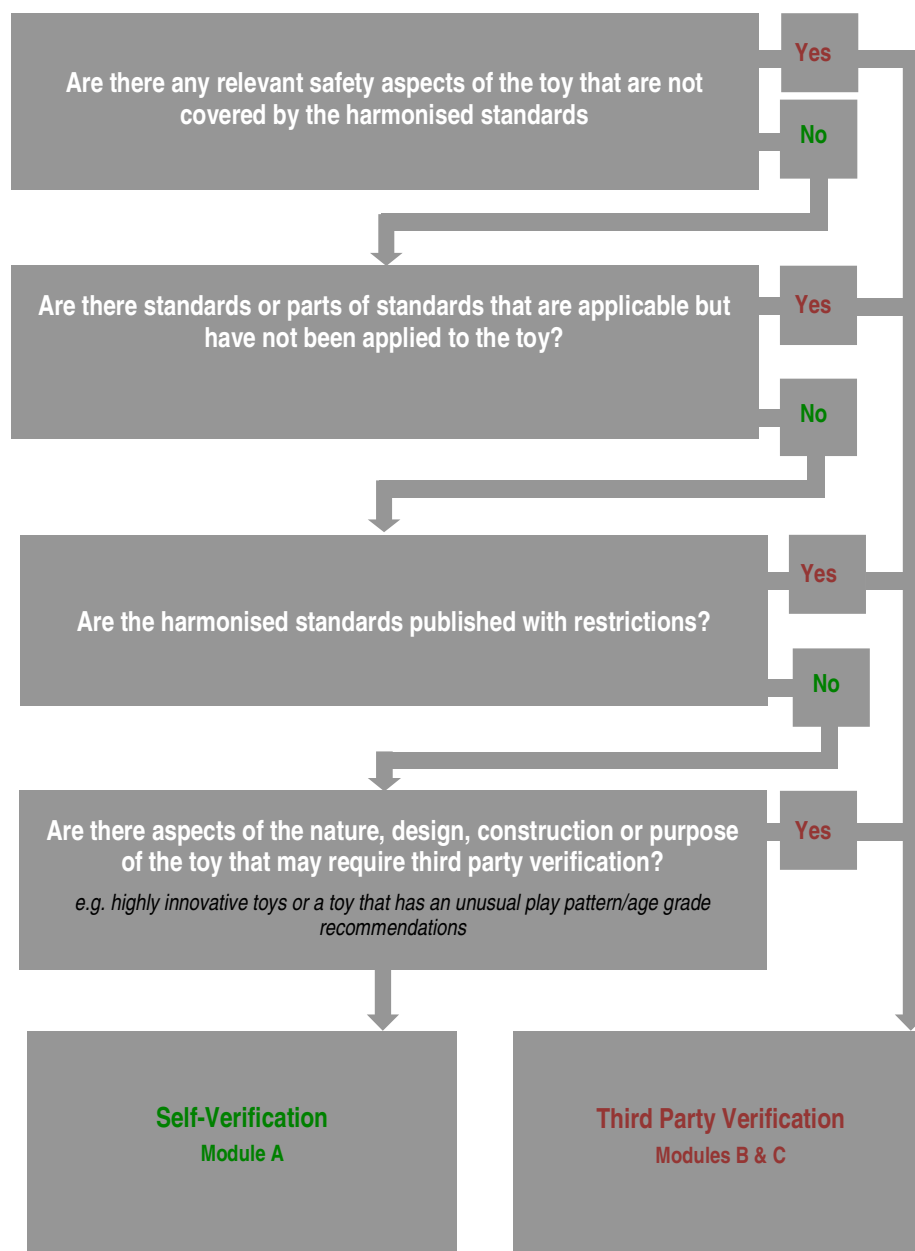 Are there any relevant safety aspects of the toy that are not
covered by the harmonised standards
Yes
No
Are there standards or parts of standards that are applicable but
have not been applied to the toy?
Yes
No
Are the harmonised standards published with restrictions?
Yes
No
Are there aspects of the nature, design, construction or purpose
of the toy that may require third party verification?
e.g. highly innovative toys or a toy that has an unusual play pattern/age grade
recommendations
Yes
Self-Verification
Module A
Third Party Verification
Modules B & C